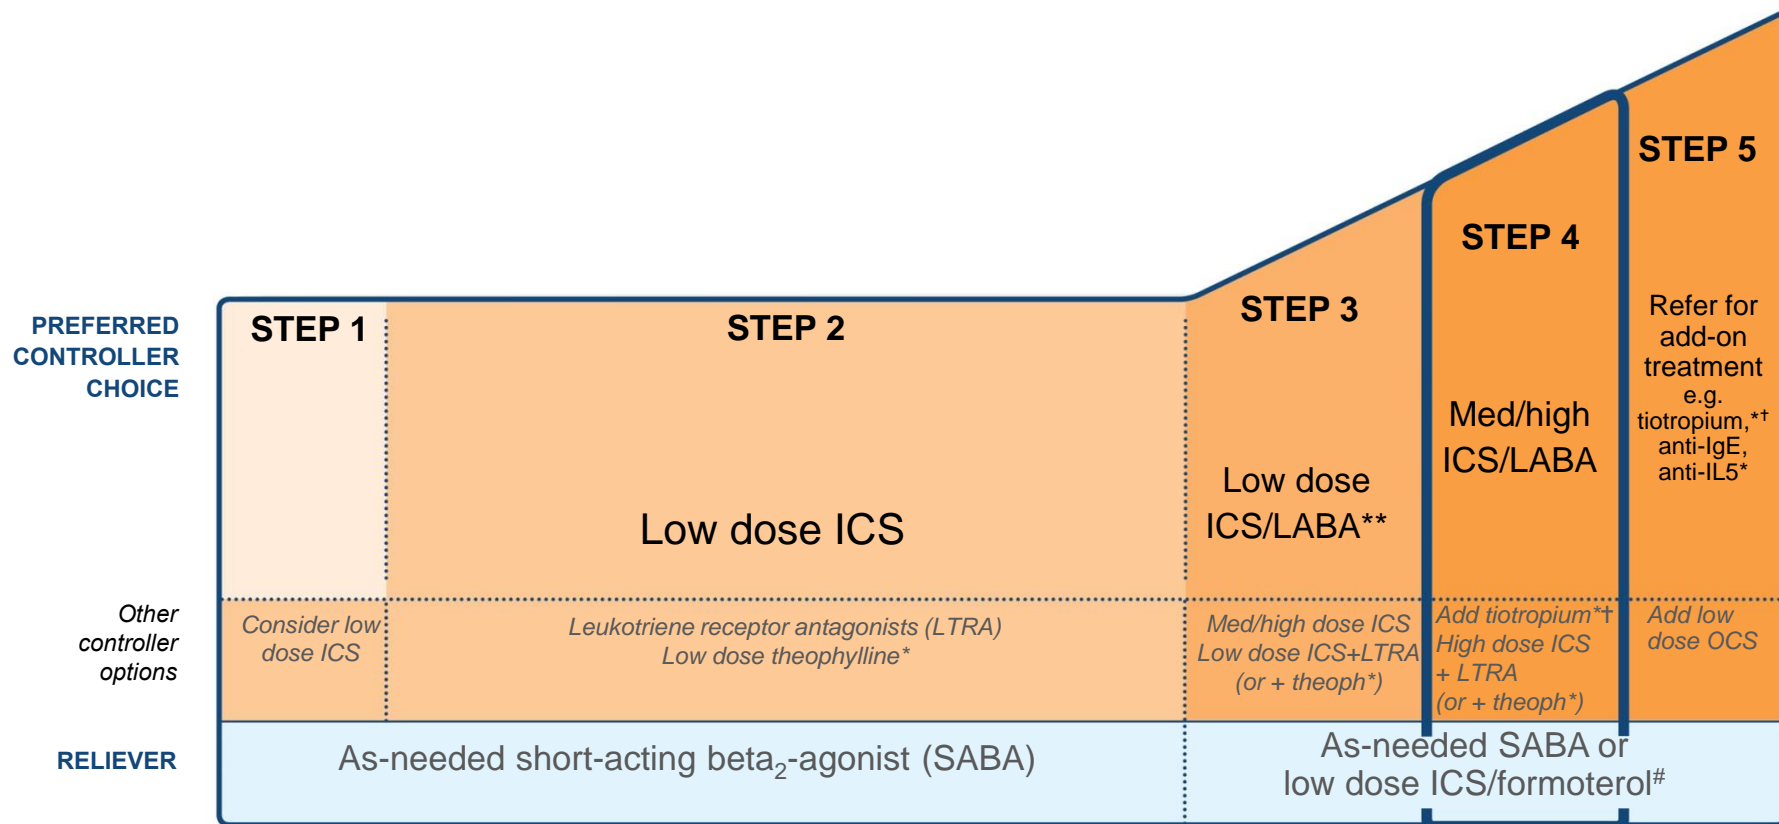 PREFERRED
CONTROLLER
CHOICE
STEP 1
STEP 2
Low dose ICS
STEP 3
Low dose
ICS/LABA**
STEP 4
Med/high
ICS/LABA
STEP 5
Refer for
add-on
treatment
e.g.
tiotropium,*†
anti-IgE,
anti-IL5*
Other
controller
options
Consider low
dose ICS
Leukotriene receptor antagonists (LTRA)
Low dose theophylline*
Med/high dose ICS
Low dose ICS+LTRA
(or + theoph*)
Add tiotropium*†
High dose ICS
+ LTRA
(or + theoph*)
Add low
dose OCS
RELIEVER
As-needed short-acting beta2-agonist (SABA)
As-needed SABA or
low dose ICS/formoterol#